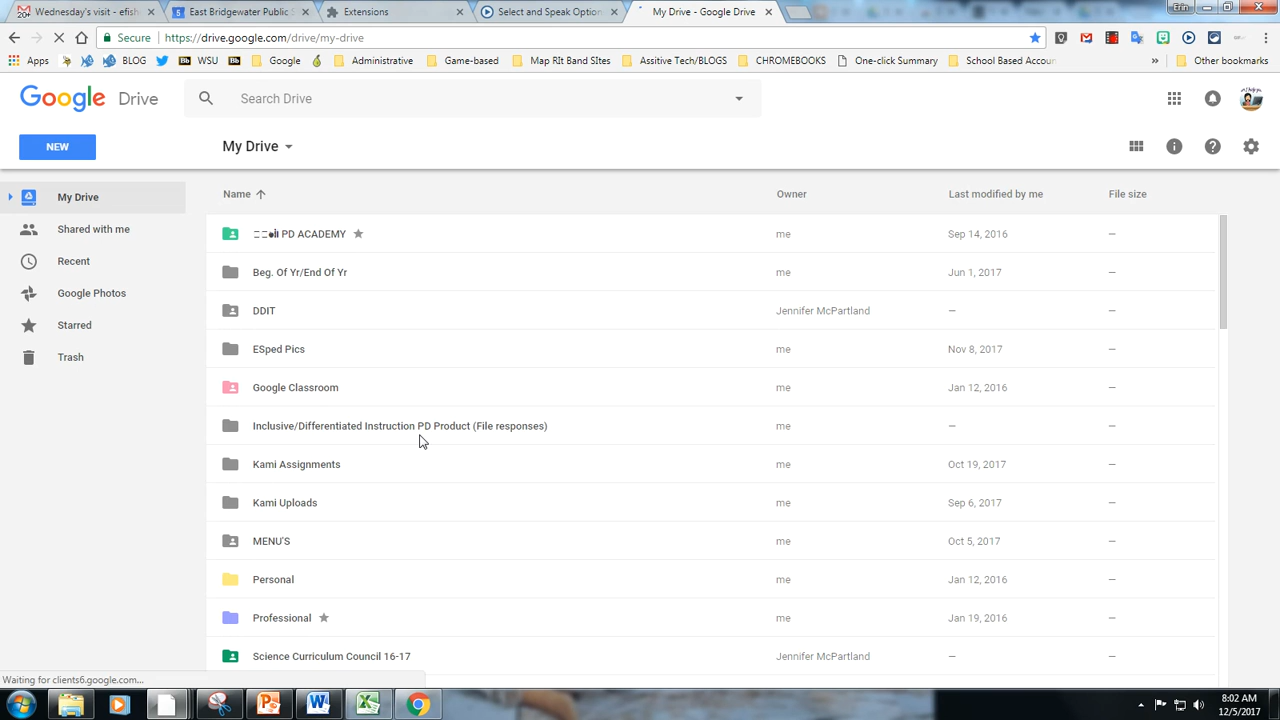 20+ Wednesday's visit - efish
East Bridgewater Public S
Extensions
Select and Speak Option
My Drive - Google Drive
Erin
Secure
https://drive.google.com/drive/my-drive
Apps
BLOG
Bb WSU
Bb
Google
Administrative
Game-based
Map RIt Band SItes
Assitive Tech/BLOGS
CHROMEBOOKS
One-click Summary
School Based Accoun
»
Other bookmarks
Google Drive
Search Drive
NEW
My Drive
My Drive
Shared with me
Recent
Google Photos
Starred
Trash
Name Owner Last modified by me File size
PD ACADEMY me Sep 14, 2016 —
Beg. Of Yr/End Of Yr me Jun 1, 2017 —
DDIT Jennifer McPartland — —
ESped Pics me Nov 8, 2017 —
Google Classroom me Jan 12, 2016 —
Inclusive/Differentiated Instruction PD Product (File responses) me — —
Kami Assignments me Oct 19, 2017 —
Kami Uploads me Sep 6, 2017 —
MENU'S me Oct 5, 2017 —
Personal me Jan 12, 2016 —
Professional me Jan 19, 2016 —
Science Curriculum Council 16-17 Jennifer McPartland — —
Waiting for clients6.google.com...
8:02 AM
12/5/2017